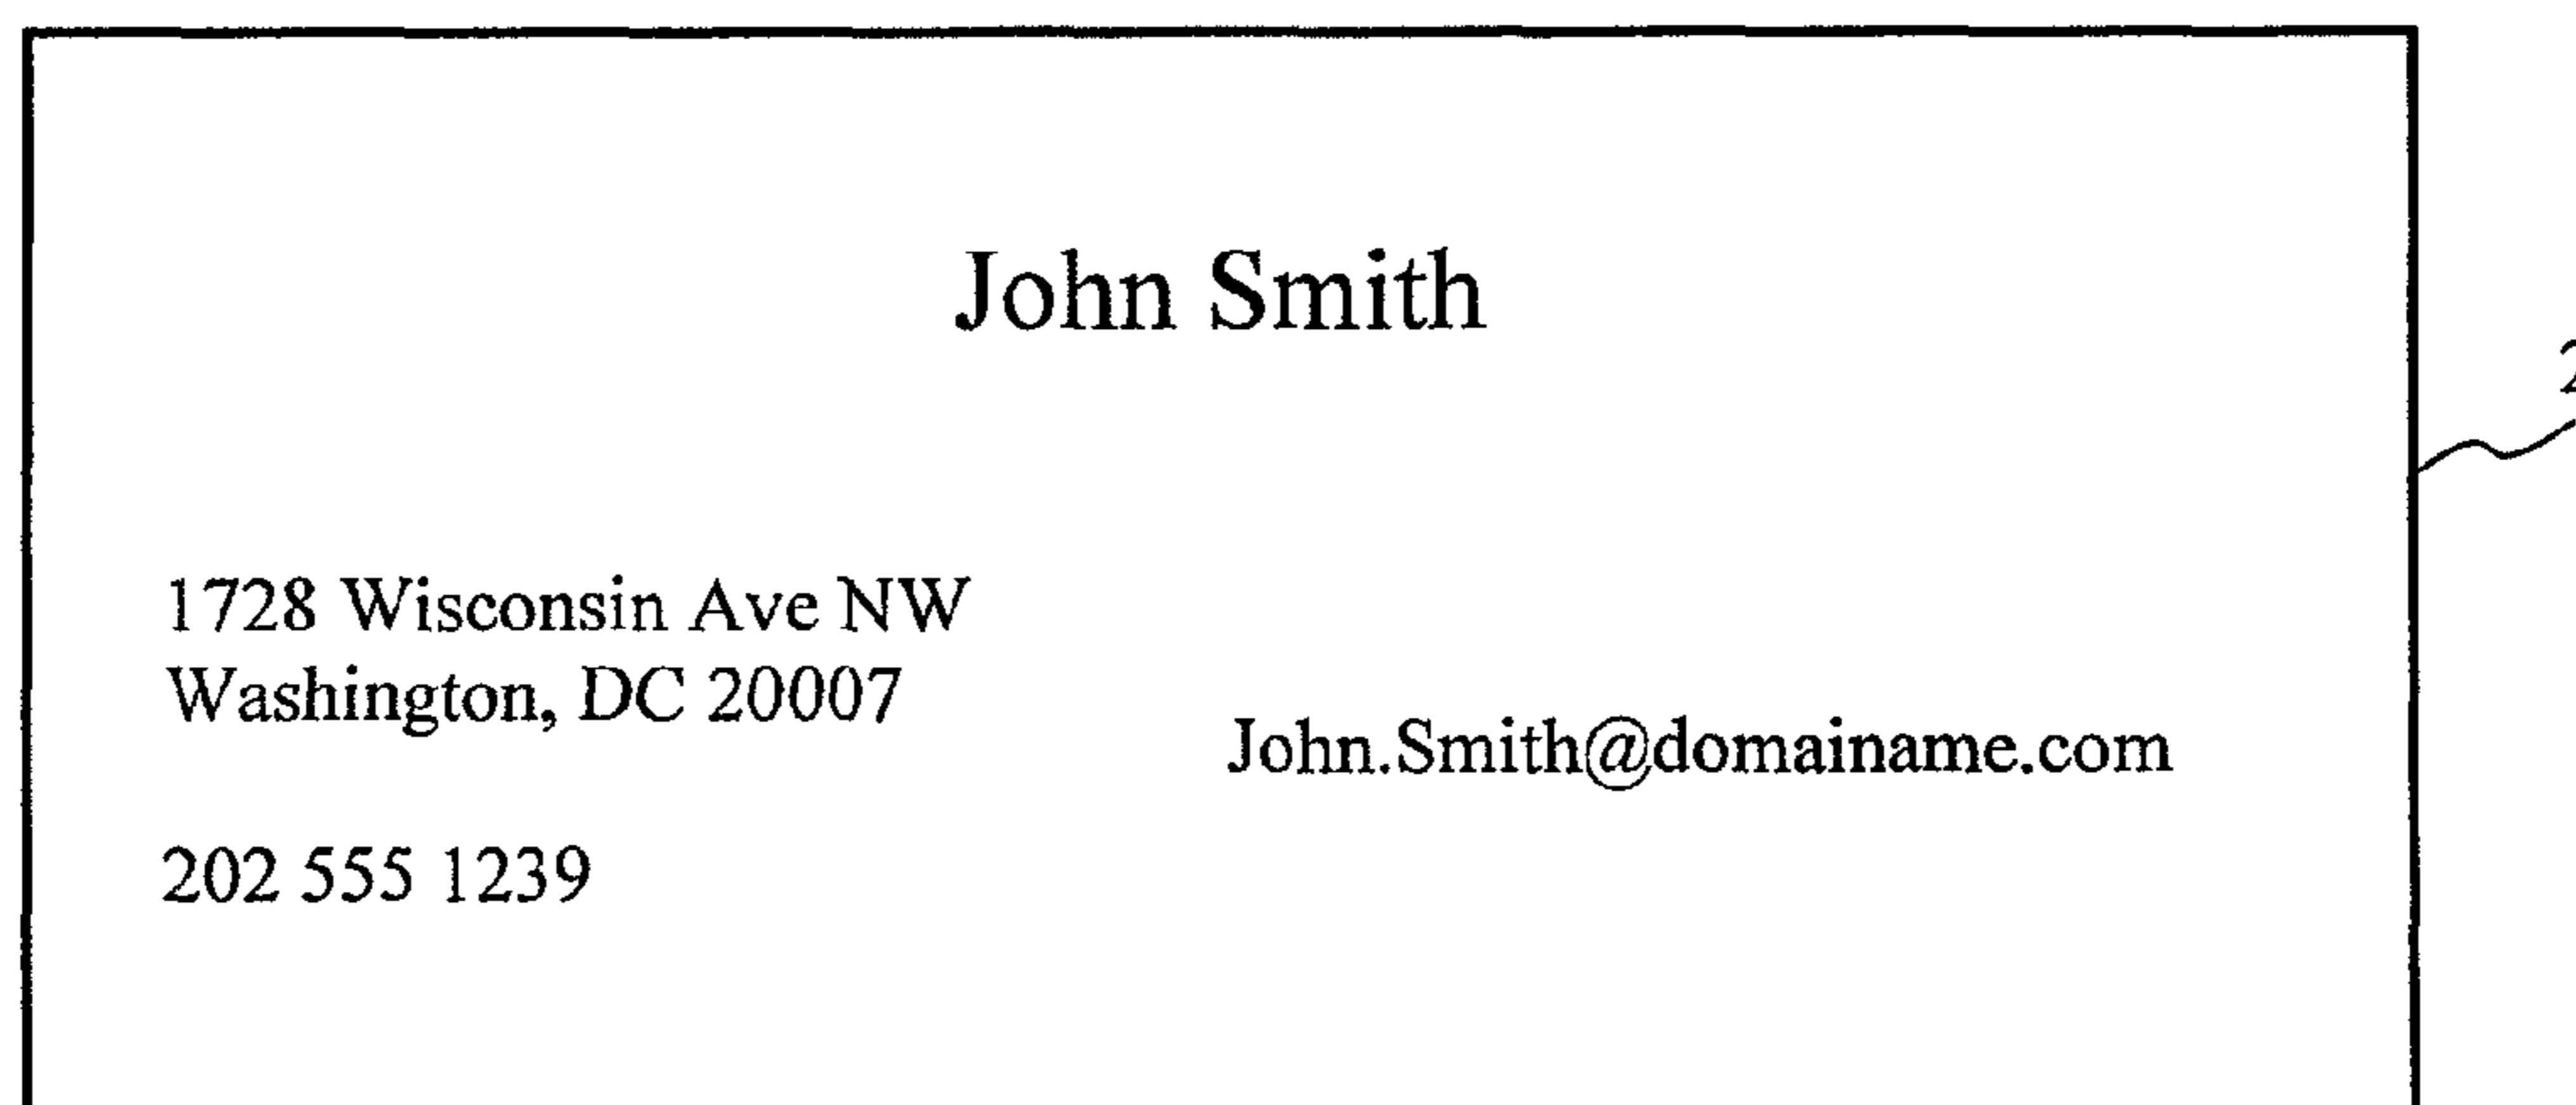 John Smith
1728 Wisconsin Ave NW
Washington, DC 20007
John.Smith@domainame.com
202 555 1239